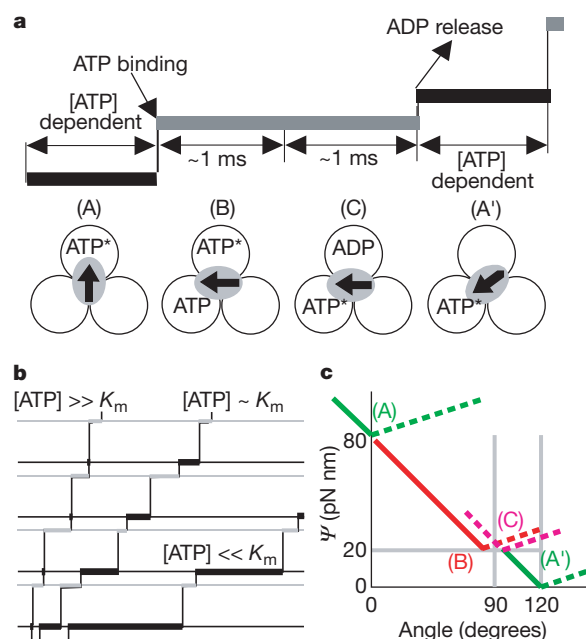 a
ADP release
ATP binding
[ATP]
dependent
~1 ms
~1 ms
[ATP]
dependent
(A)
(B)
(C)
(A')
ATP*
ATP*
ATP
ADP
ATP*
ATP*
b
[ATP] >> Km
[ATP] ~ Km
[ATP] << Km
c
Ψ (pN nm)
80
20
0
(A)
(B)
(C)
(A')
0
90
120
Angle (degrees)